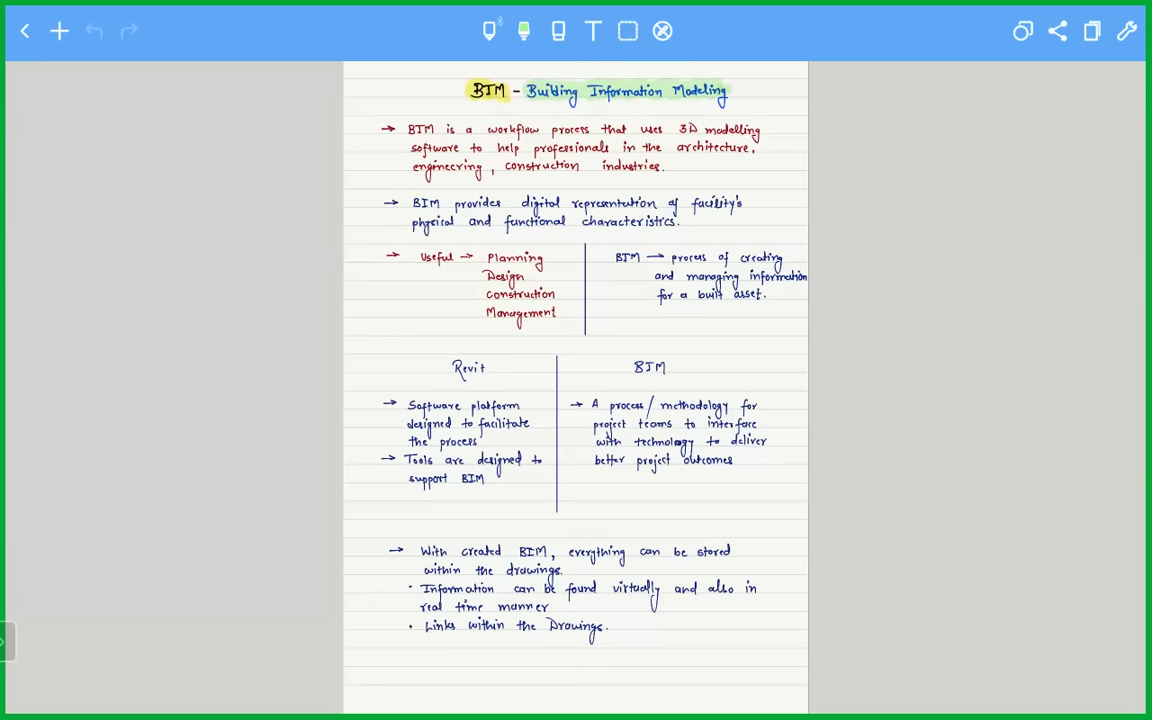 BIM - Building Information Modeling
→ BIM is a workflow process that uses 3D modelling
software to help professionals in the architecture,
engineering, construction industries.
→ BIM provides digital representation of facility's
physical and functional characteristics.
→ Useful → Planning
Design
Construction
Management
BIM → process of creating
and managing information
for a built asset.
Revit
→ Software platform
designed to facilitate
the process
→ Tools are designed to
support BIM
BIM
→ A process/methodology for
project teams to interface
with technology to deliver
better project outcomes
→ With created BIM, everything can be stored
within the drawings.
· Information can be found virtually and also in
real time manner
· Links within the Drawings.